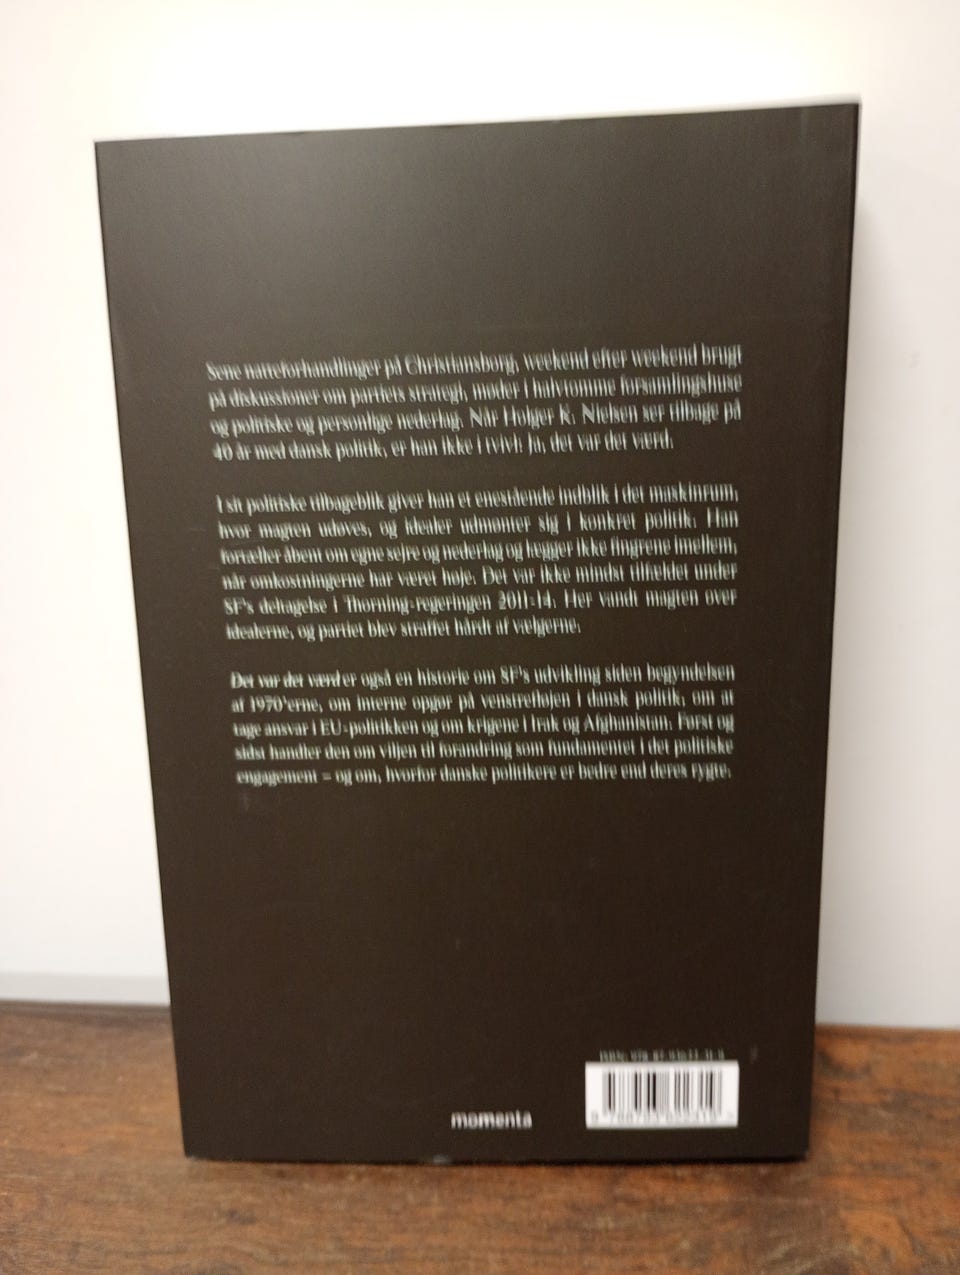 Sene natteforhandlinger på Christiansborg, weekend efter weekend brugt
på diskussioner om partiets strategi, møder i halvtomme forsamlingshuse
og politiske og personlige nederlag. Når Holger K. Nielsen ser tilbage på
40 år med dansk politik, er han ikke i tvivl: Ja, det var det værd.
I sit politiske tilbageblik giver han et enestående indblik i det maskinrum,
hvor magten udøves, og idealer udmønter sig i konkret politik. Han
fortæller åbent om egne sejre og nederlag og lægger ikke fingrene imellem,
når omkostningerne har været høje. Det var ikke mindst tilfældet under
SF's deltagelse i Thorning-regeringen 2011-14. Her vandt magten over
idealerne, og partiet blev straffet hårdt af vælgerne.
Det var det værd er også en historie om SF's udvikling siden begyndelsen
af 1970'erne, om interne opgør på venstrefløjen i dansk politik, om at
tage ansvar i EU-politikken og om krigene i Irak og Afghanistan. Først og
sidst handler den om viljen til forandring som fundamentet i det politiske
engagement – og om, hvorfor danske politikere er bedre end deres rygte.
momenta